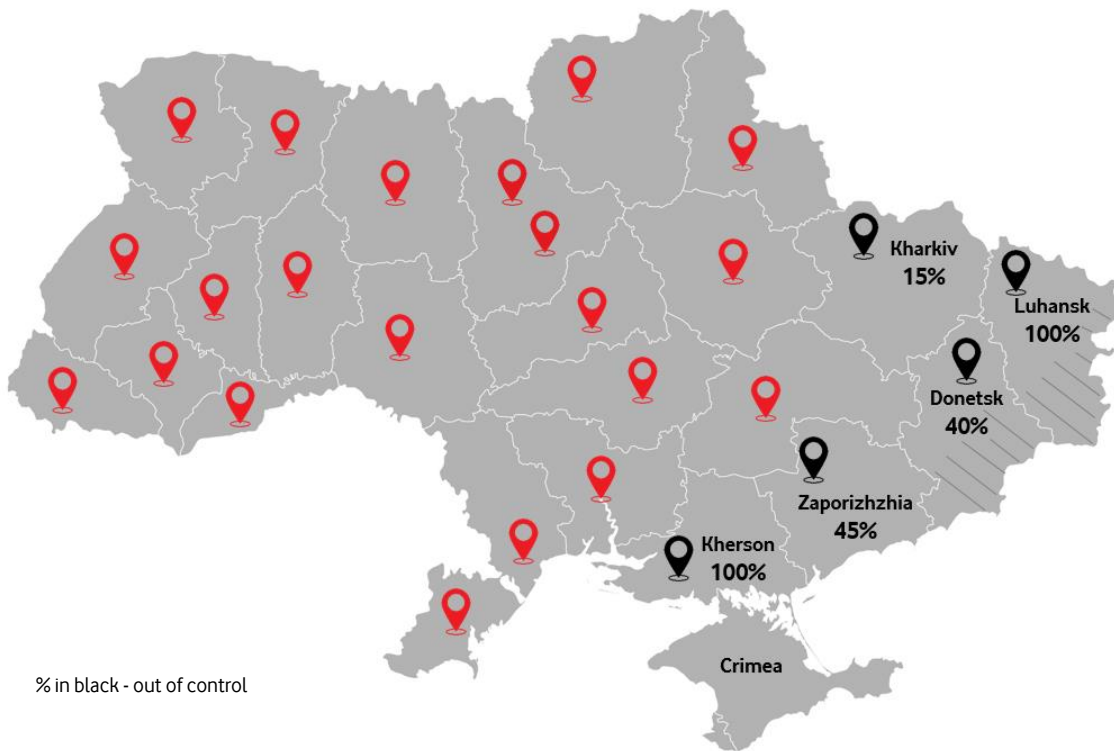 Kharkiv
15%
Luhansk
100%
Donetsk
40%
Zaporizhzhia
45%
Kherson
100%
Crimea
% in black - out of control